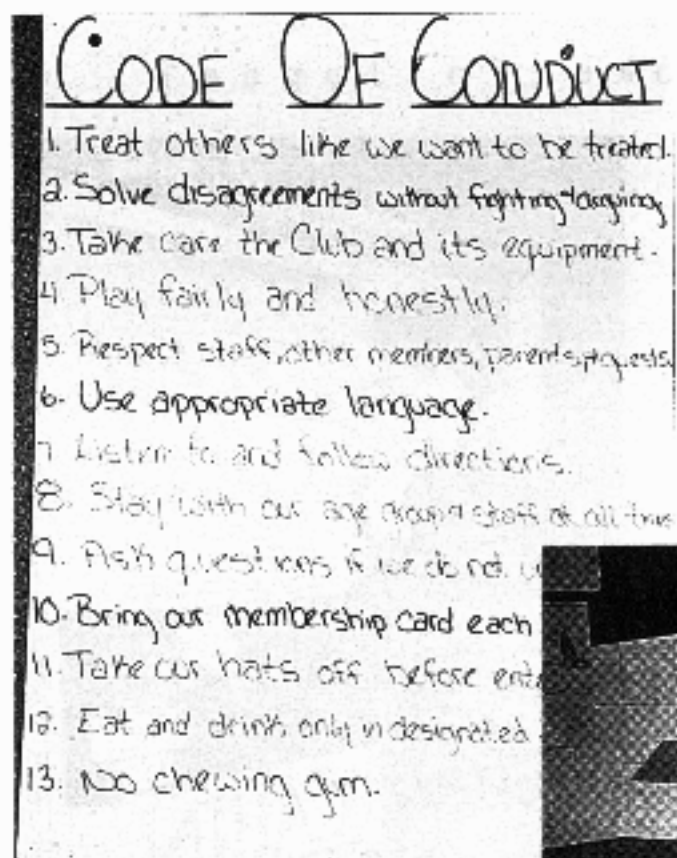 CODE OF CONDUCT
1. Treat others like we want to be treated.
2. Solve disagreements without fighting + arguing
3. Take care the Club and its equipment.
4 Play fairly and honestly.
5. Respect staff, other members, parents, + guests
6. Use appropriate language.
7 Listen to and follow directions.
8. Stay with our age group + staff at all times
9. Ask questions if we do not
10. Bring our membership card each
11. Take our hats off before
12. Eat and drink only in designated
13. No chewing gum.